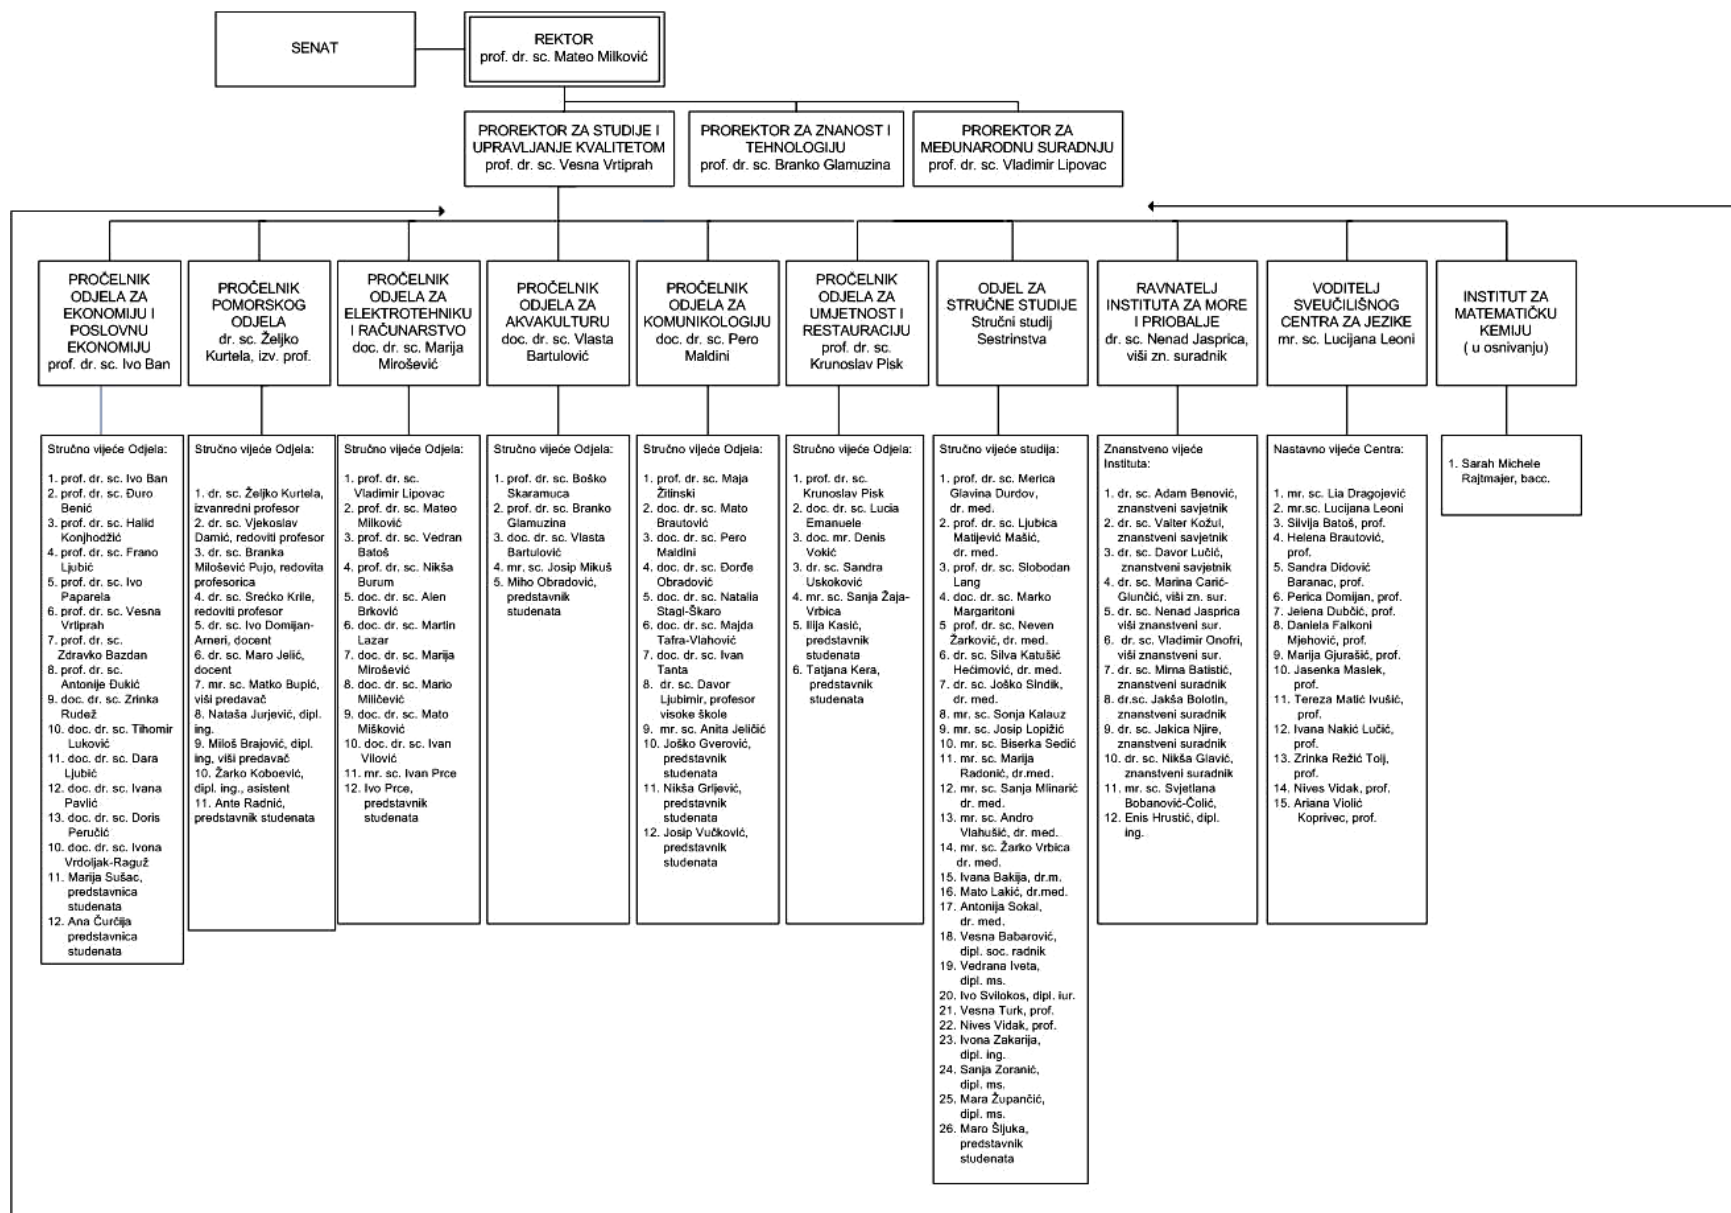 SENAT
REKTOR
prof. dr. sc. Mateo Milković
PROREKTOR ZA STUDIJE I
UPRAVLJANJE KVALITETOM
prof. dr. sc. Vesna Vrtiprah
PROREKTOR ZA ZNANOST I
TEHNOLOGIJU
prof. dr. sc. Branko Glamuzina
PROREKTOR ZA
MEĐUNARODNU SURADNJU
prof. dr. sc. Vladimir Lipovac
PROČELNIK
ODJELA ZA
EKONOMIJU I
POSLOVNU
EKONOMIJU
prof. dr. sc. Ivo Ban
PROČELNIK
POMORSKOG
ODJELA
dr. sc. Željko
Kurtela, izv. prof.
PROČELNIK
ODJELA ZA
ELEKTROTEHNIKU
I RAČUNARSTVO
doc. dr. sc. Marija
Mirošević
PROČELNIK
ODJELA ZA
AKVAKULTURU
doc. dr. sc. Vlasta
Bartulović
PROČELNIK
ODJELA ZA
KOMUNIKOLOGIJU
doc. dr. sc. Pero
Maldini
PROČELNIK
ODJELA ZA
UMJETNOST I
RESTAURACIJU
prof. dr. sc.
Krunoslav Pisk
ODJEL ZA
STRUČNE STUDIJE
Stručni studij
Sestrinstva
RAVNATELJ
INSTITUTA ZA MORE
I PRIOBALJE
dr. sc. Nenad Jasprica,
viši zn. suradnik
VODITELJ
SVEUČILIŠNOG
CENTRA ZA JEZIKE
mr. sc. Lucijana Leoni
INSTITUT ZA
MATEMATIČKU
KEMIJU
( u osnivanju)
Stručno vijeće Odjela:
1. prof. dr. sc. Ivo Ban
2. prof. dr. sc. Đuro
Benić
3. prof. dr. sc. Halid
Konjhodžić
4. prof. dr. sc. Frano
Ljubić
5. prof. dr. sc. Ivo
Paparela
6. prof. dr. sc. Vesna
Vrtiprah
7. prof. dr. sc.
Zdravko Bazdan
8. prof. dr. sc.
Antonije Đukić
9. doc. dr. sc. Zrinka
Rudež
10. doc. dr. sc. Tihomir
Luković
11. doc. dr. sc. Dara
Ljubić
12. doc. dr. sc. Ivana
Pavlić
13. doc. dr. sc. Doris
Peručić
10. doc. dr. sc. Ivona
Vrdoljak-Raguž
11. Marija Sušac,
predstavnica
studenata
12. Ana Čurčija
predstavnica
studenata
Stručno vijeće Odjela:
1. dr. sc. Željko Kurtela,
izvanredni profesor
2. dr. sc. Vjekoslav
Damić, redoviti profesor
3. dr. sc. Branka
Milošević Pujo, redovita
profesorica
4. dr. sc. Srećko Krile,
redoviti profesor
5. dr. sc. Ivo Domijan-
Arneri, docent
6. dr. sc. Maro Jelić,
docent
7. mr. sc. Matko Bupić,
viši predavač
8. Nataša Jurjević, dipl.
ing.
9. Miloš Brajović, dipl.
ing, viši predavač
10. Žarko Koboević,
dipl. ing., asistent
11. Ante Radnić,
predstavnik studenata
Stručno vijeće Odjela:
1. prof. dr. sc.
Vladimir Lipovac
2. prof. dr. sc. Mateo
Milković
3. prof. dr. sc. Vedran
Batoš
4. prof. dr. sc. Nikša
Burum
5. doc. dr. sc. Alen
Brković
6. doc. dr. sc. Martin
Lazar
7. doc. dr. sc. Marija
Mirošević
8. doc. dr. sc. Mario
Miličević
9. doc. dr. sc. Mato
Mišković
10. doc. dr. sc. Ivan
Vilović
11. mr. sc. Ivan Prce
12. Ivo Prce,
predstavnik
studenata
Stručno vijeće Odjela:
1. prof. dr. sc. Boško
Skaramuca
2. prof. dr. sc. Branko
Glamuzina
3. doc. dr. sc. Vlasta
Bartulović
4. mr. sc. Josip Mikuš
5. Miho Obradović,
predstavnik
studenata
Stručno vijeće Odjela:
1. prof. dr. sc. Maja
Žitinski
2. doc. dr. sc. Mato
Brautović
3. doc. dr. sc. Pero
Maldini
4. doc. dr. sc. Đorđe
Obradović
5. doc. dr. sc. Natalia
Stagl-Škaro
6. doc. dr. sc. Majda
Tafra-Vlahović
7. doc. dr. sc. Ivan
Tanta
8. dr. sc. Davor
Ljubimir, profesor
visoke škole
9. mr. sc. Anita Jeličić
10. Joško Gverović,
predstavnik
studenata
11. Nikša Grljević,
predstavnik
studenata
12. Josip Vučković,
predstavnik
studenata
Stručno vijeće Odjela:
1. prof. dr. sc.
Krunoslav Pisk
2. doc. dr. sc. Lucia
Emanuele
3. doc. mr. Denis
Vokić
3. dr. sc. Sandra
Uskoković
4. mr. sc. Sanja Žaja-
Vrbica
5. Ilija Kasić,
predstavnik
studenata
6. Tatjana Kera,
predstavnik
studenata
Stručno vijeće studija:
1. prof. dr. sc. Merica
Glavina Durdov,
dr. med.
2. prof. dr. sc. Ljubica
Matijević Mašić,
dr. med.
3. prof. dr. sc. Slobodan
Lang
4. doc. dr. sc. Marko
Margaritoni
5 prof. dr. sc. Neven
Žarković, dr. med.
6. dr. sc. Silva Katušić
Hećimović, dr. med.
7. dr. sc. Joško Sindik,
dr. med.
8. mr. sc. Sonja Kalauz
9. mr. sc. Josip Lopižić
10. mr. sc. Biserka Sedić
11. mr. sc. Marija
Radonić, dr.med.
12. mr. sc. Sanja Mlinarić
dr. med.
13. mr. sc. Andro
Vlahušić, dr. med.
14. mr. sc. Žarko Vrbica
dr. med.
15. Ivana Bakija, dr.m.
16. Mato Lakić, dr.med.
17. Antonija Sokal,
dr. med.
18. Vesna Babarović,
dipl. soc. radnik
19. Vedrana Iveta,
dipl. ms.
20. Ivo Svilokos, dipl. iur.
21. Vesna Turk, prof.
22. Nives Vidak, prof.
23. Ivona Zakarija,
dipl. ing.
24. Sanja Zoranić,
dipl. ms.
25. Mara Župančić,
dipl. ms.
26. Maro Šljuka,
predstavnik
studenata
Znanstveno vijeće
Instituta:
1. dr. sc. Adam Benović,
znanstveni savjetnik
2. dr. sc. Valter Kožul,
znanstveni savjetnik
3. dr. sc. Davor Lučić,
znanstveni savjetnik
4. dr. sc. Marina Carić-
Glunčić, viši zn. sur.
5. dr. sc. Nenad Jasprica
viši znanstveni sur.
6. dr. sc. Vladimir Onofri,
viši znanstveni sur.
7. dr. sc. Mirna Batistić,
znanstveni suradnik
8. dr.sc. Jakša Bolotin,
znanstveni suradnik
9. dr. sc. Jakica Njire,
znanstveni suradnik
10. dr. sc. Nikša Glavić,
znanstveni suradnik
11. mr. sc. Svjetlana
Bobanović-Čolić,
12. Enis Hrustić, dipl.
ing.
Nastavno vijeće Centra:
1. mr. sc. Lia Dragojević
2. mr.sc. Lucijana Leoni
3. Silvija Batoš, prof.
4. Helena Brautović,
prof.
5. Sandra Didović
Baranac, prof.
6. Perica Domijan, prof.
7. Jelena Dubčić, prof.
8. Daniela Falkoni
Mjehović, prof.
9. Marija Gjurašić, prof.
10. Jasenka Maslek,
prof.
11. Tereza Matić Ivušić,
prof.
12. Ivana Nakić Lučić,
prof.
13. Zrinka Režić Tolj,
prof.
14. Nives Vidak, prof.
15. Ariana Violić
Koprivec, prof.
1. Sarah Michele
Rajtmajer, bacc.